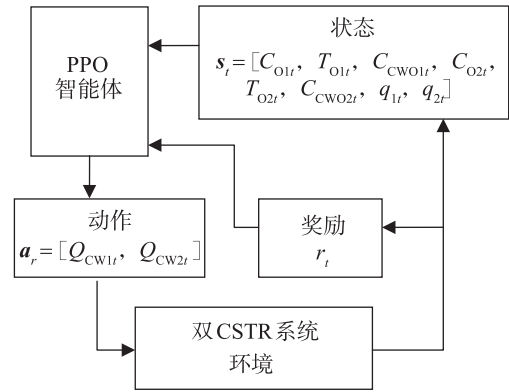 PPO
智能体
状态
s_t=[C_O1t, T_O1t, C_CWO1t, C_O2t,
T_O2t, C_CWO2t, q_1t, q_2t]
动作
a_r=[Q_CW1t, Q_CW2t]
奖励
r_t
双CSTR系统
环境